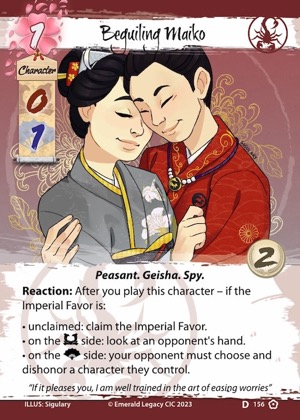 1
Beguiling Maiko
Character
0
1
2
Peasant. Geisha. Spy.
Reaction: After you play this character – if the
Imperial Favor is:
• unclaimed: claim the Imperial Favor.
• on the side: look at an opponent's hand.
• on the side: your opponent must choose and
dishonor a character they control.
"If it pleases you, I am well trained in the art of easing worries"
ILLUS: Sigulary
© Emerald Legacy CIC 2023
D 156